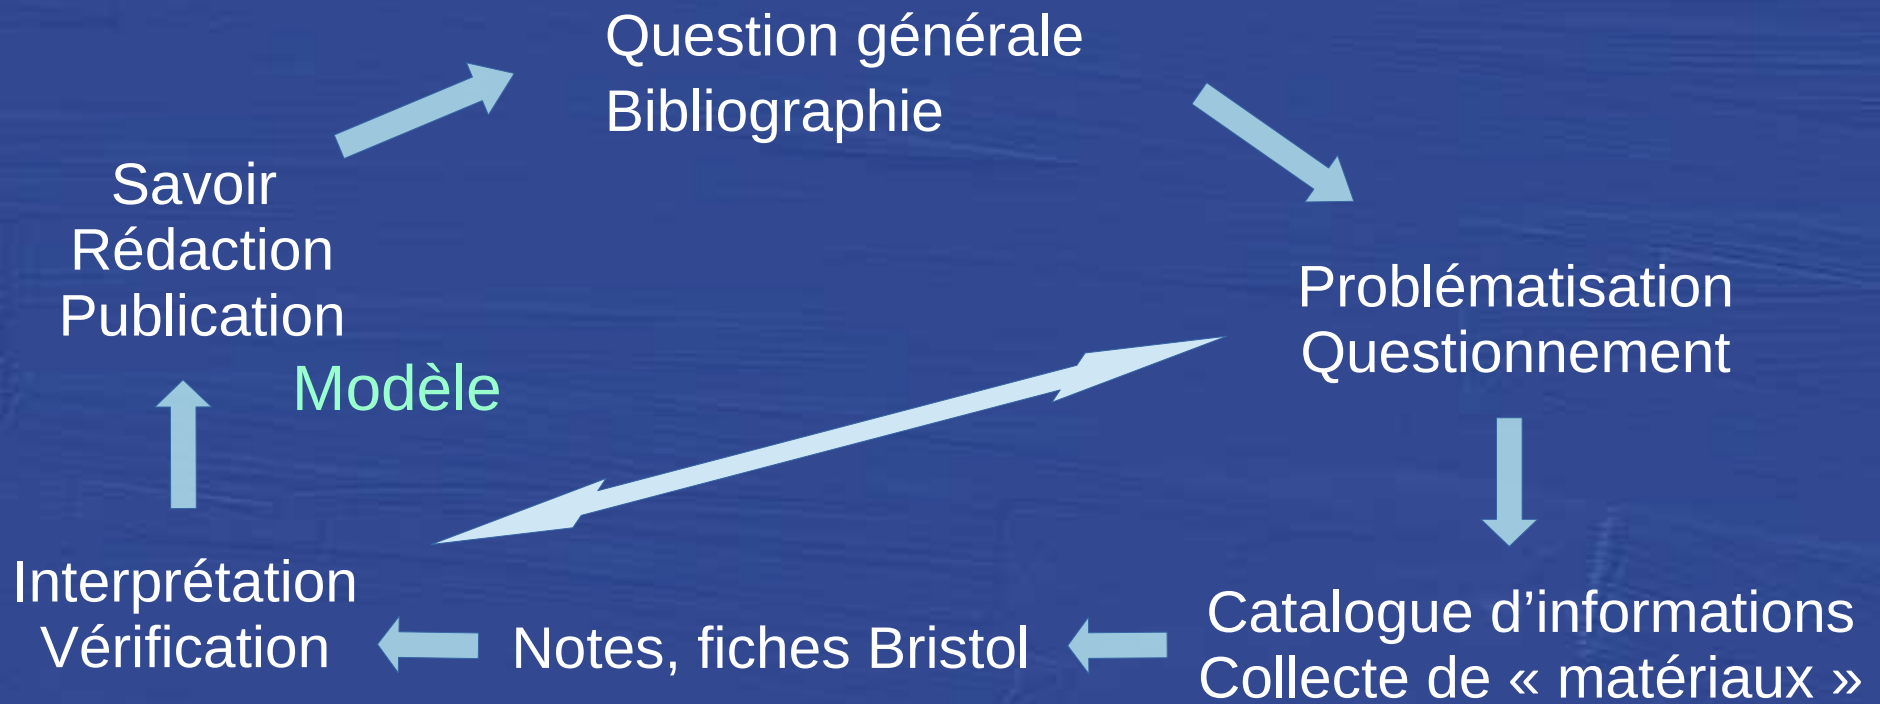 Question générale
Bibliographie
Savoir
Rédaction
Publication
Problématisation
Questionnement
Modèle
Interprétation
Vérification
Notes, fiches Bristol
Catalogue d’informations
Collecte de « matériaux »